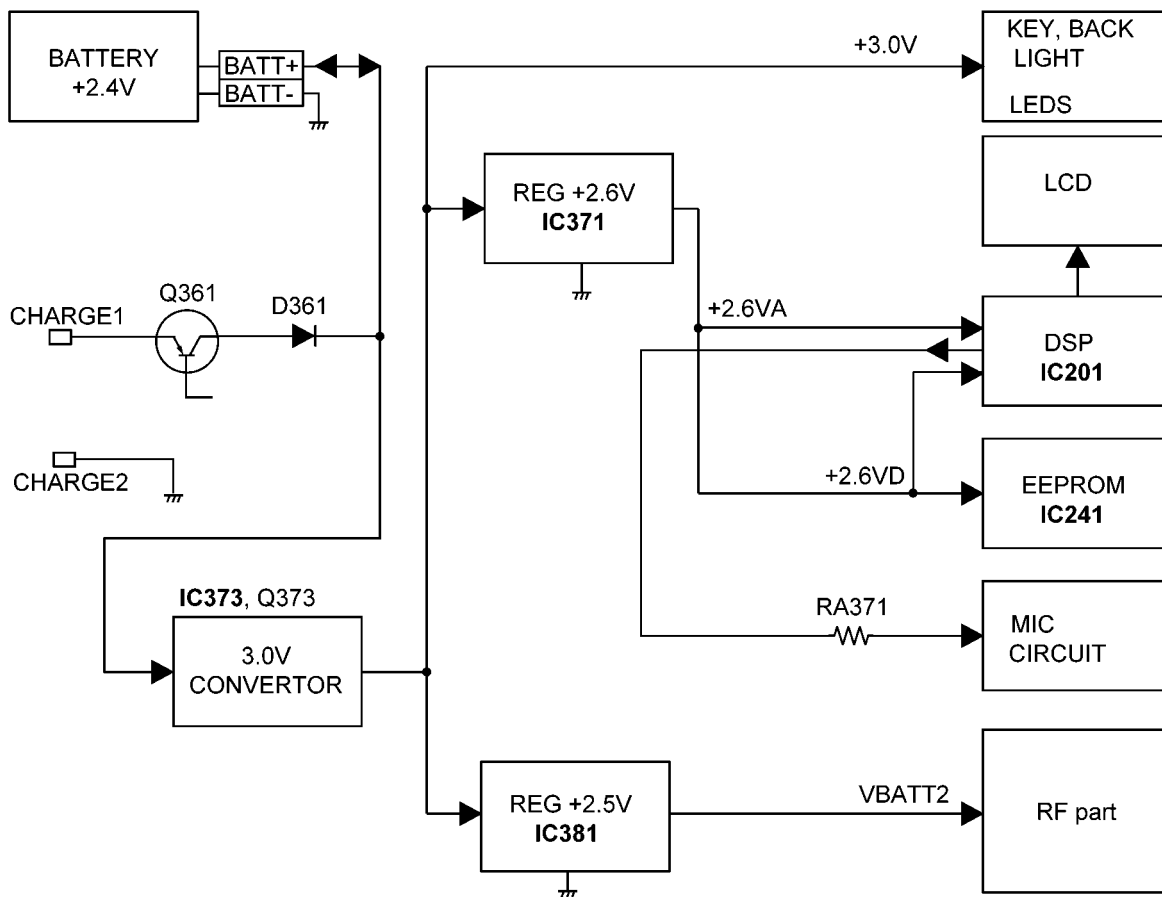 BATTERY
+2.4V
BATT+
BATT-
+3.0V
KEY, BACK
LIGHT
LEDS
REG +2.6V
IC371
LCD
CHARGE1
Q361
D361
+2.6VA
DSP
IC201
CHARGE2
+2.6VD
EEPROM
IC241
IC373, Q373
3.0V
CONVERTOR
RA371
MIC
CIRCUIT
REG +2.5V
IC381
VBATT2
RF part